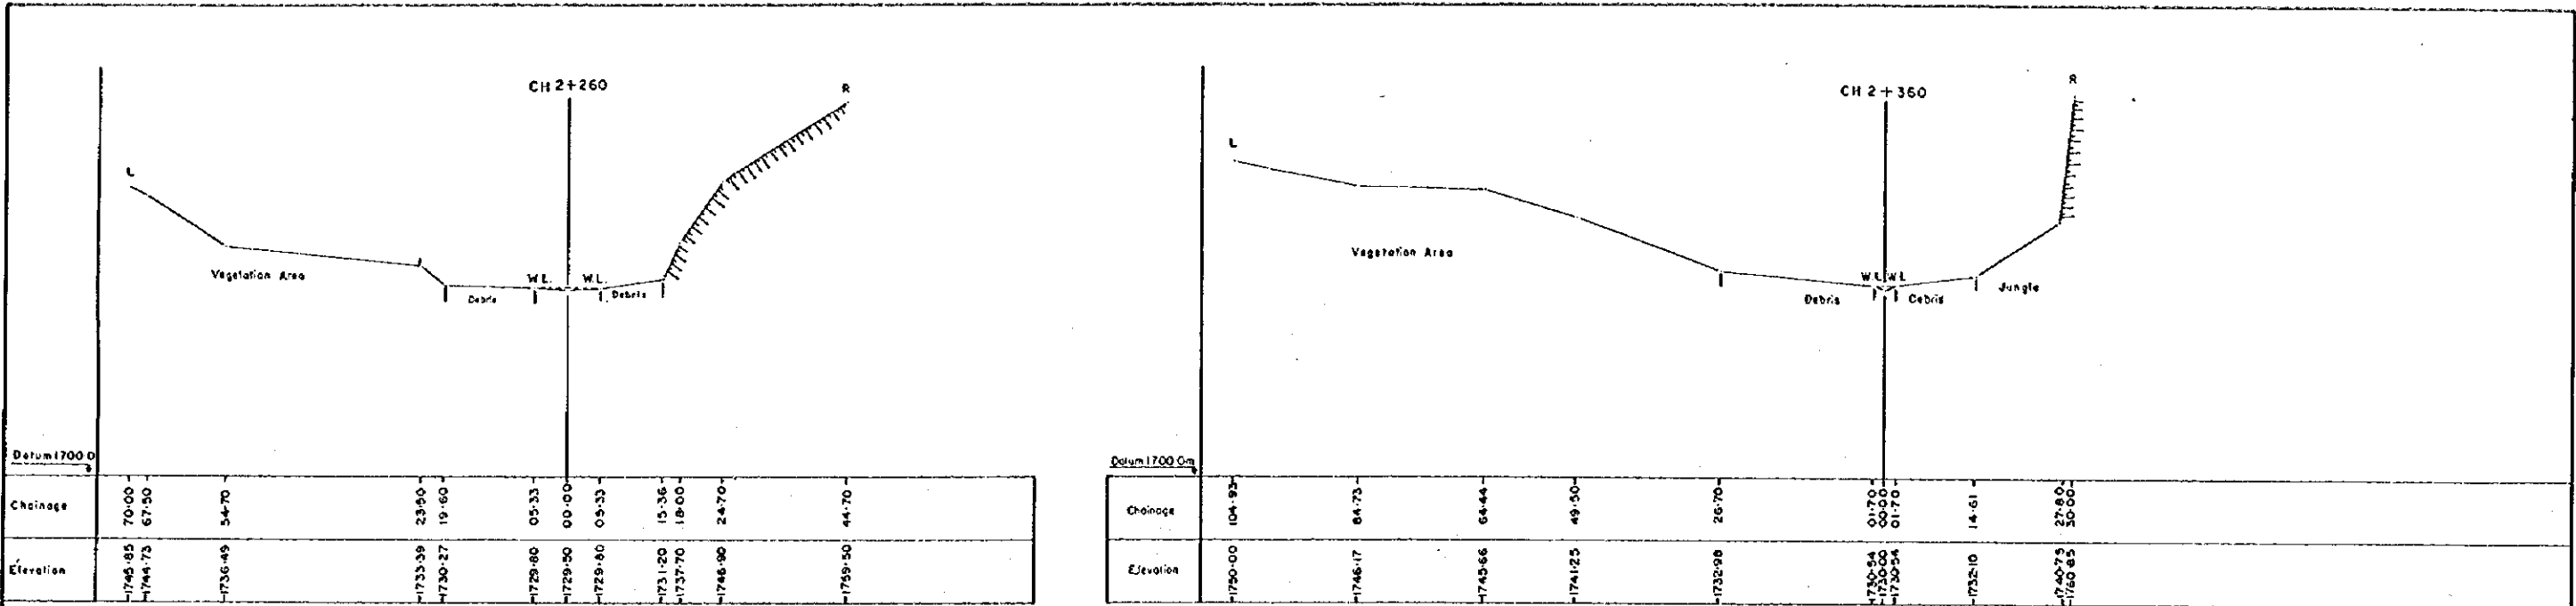 CH 2+260
R
L
Vegetation Area
Debris
W.L.
W.L.
Debris
Datum 1700·0
Chainage
70·00
67·50
54·70
23·50
19·60
05·33
00·00
05·33
15·36
18·00
24·70
44·70
Elevation
1745·85
1744·73
1736·49
1733·39
1730·27
1729·80
1729·50
1729·80
1731·20
1737·70
1746·90
1759·50
CH 2+360
R
L
Vegetation Area
Debris
W.L
W.L
Debris
Jungle
Datum 1700·0m
Chainage
104·93
84·73
64·44
49·50
26·70
01·70
00·00
01·70
14·61
27·80
30·00
Elevation
1750·00
1746·17
1745·66
1741·25
1732·98
1730·54
1730·00
1730·54
1732·10
1740·75
1760·85